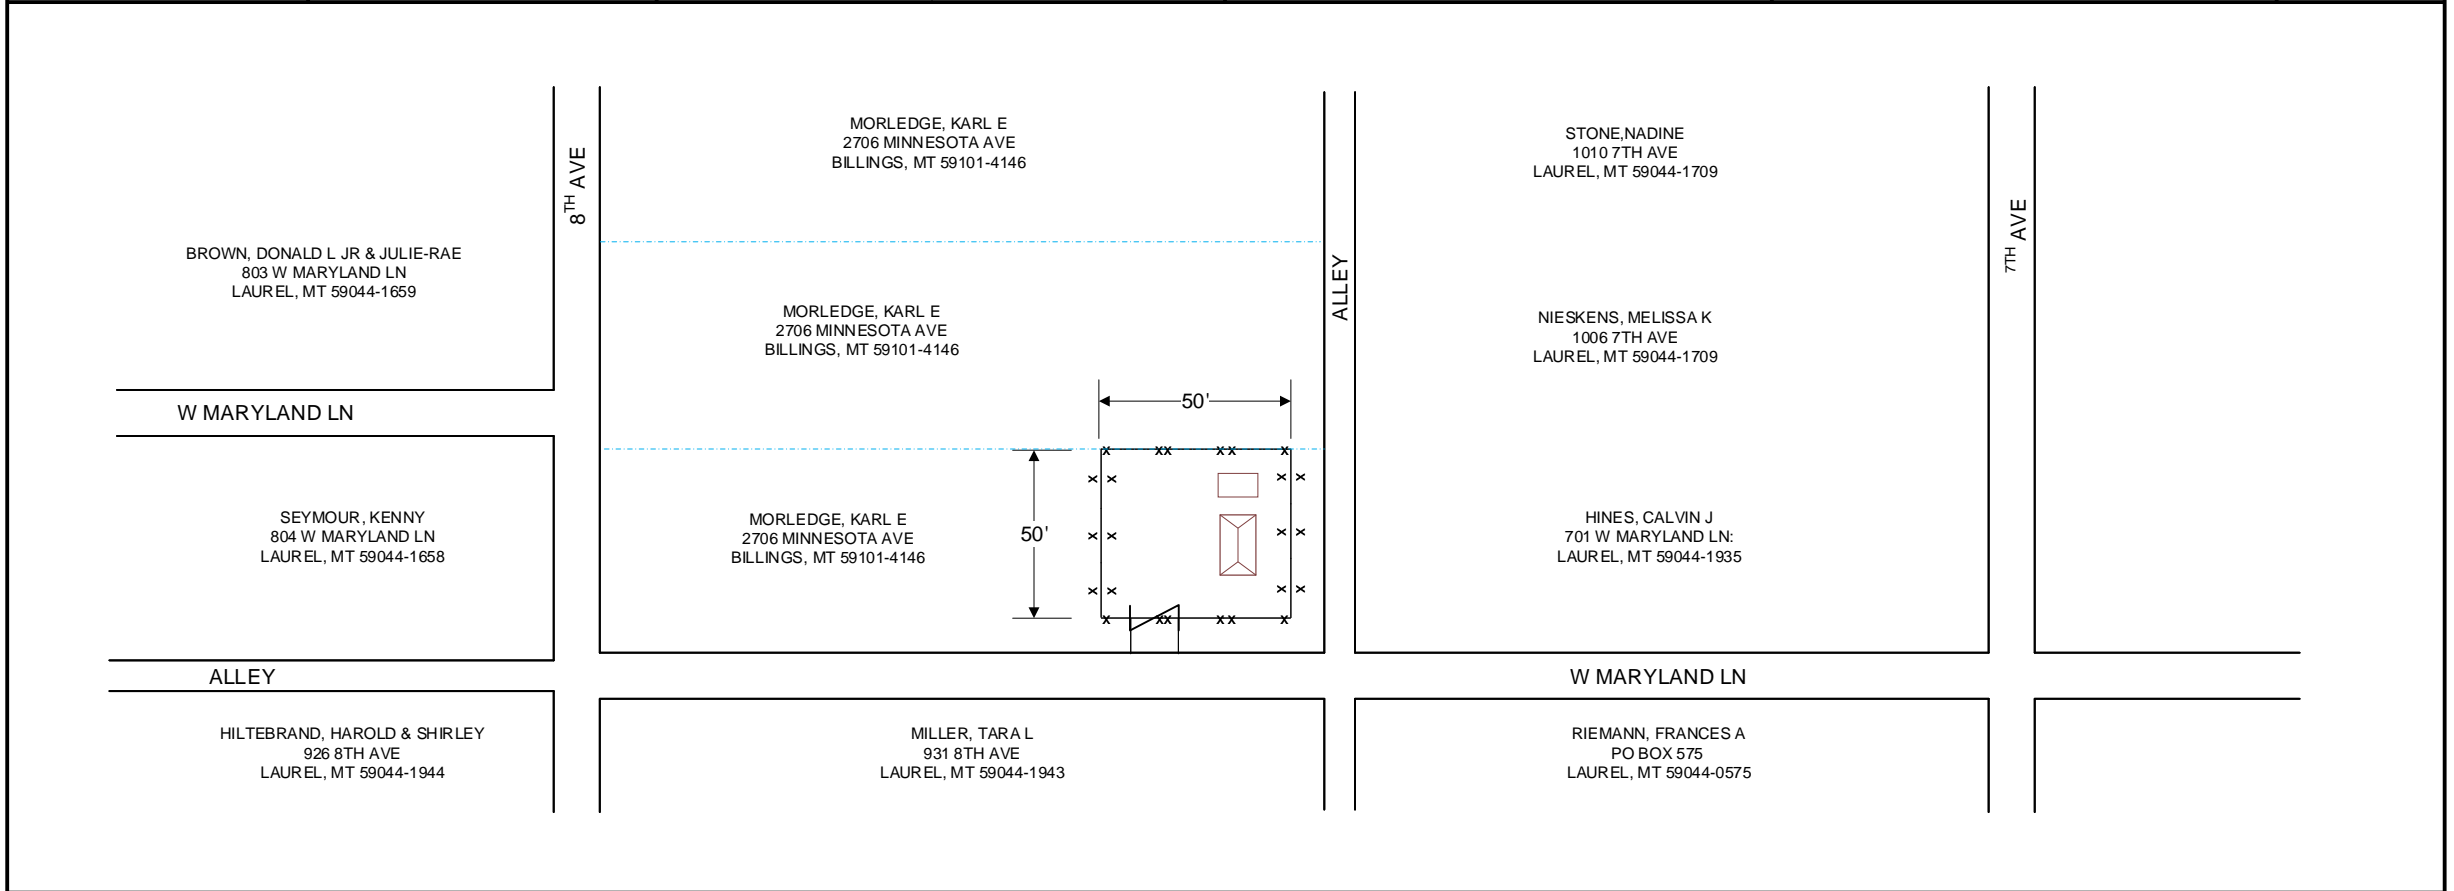 MORLEDGE, KARL E
2706 MINNESOTA AVE
BILLINGS, MT 59101-4146
STONE,NADINE
1010 7TH AVE
LAUREL, MT 59044-1709
8TH AVE
7TH AVE
BROWN, DONALD L JR & JULIE-RAE
803 W MARYLAND LN
LAUREL, MT 59044-1659
ALLEY
MORLEDGE, KARL E
2706 MINNESOTA AVE
BILLINGS, MT 59101-4146
NIESKENS, MELISSA K
1006 7TH AVE
LAUREL, MT 59044-1709
W MARYLAND LN
50'
SEYMOUR, KENNY
804 W MARYLAND LN
LAUREL, MT 59044-1658
MORLEDGE, KARL E
2706 MINNESOTA AVE
BILLINGS, MT 59101-4146
50'
HINES, CALVIN J
701 W MARYLAND LN:
LAUREL, MT 59044-1935
ALLEY
W MARYLAND LN
HILTEBRAND, HAROLD & SHIRLEY
926 8TH AVE
LAUREL, MT 59044-1944
MILLER, TARA L
931 8TH AVE
LAUREL, MT 59044-1943
RIEMANN, FRANCES A
PO BOX 575
LAUREL, MT 59044-0575